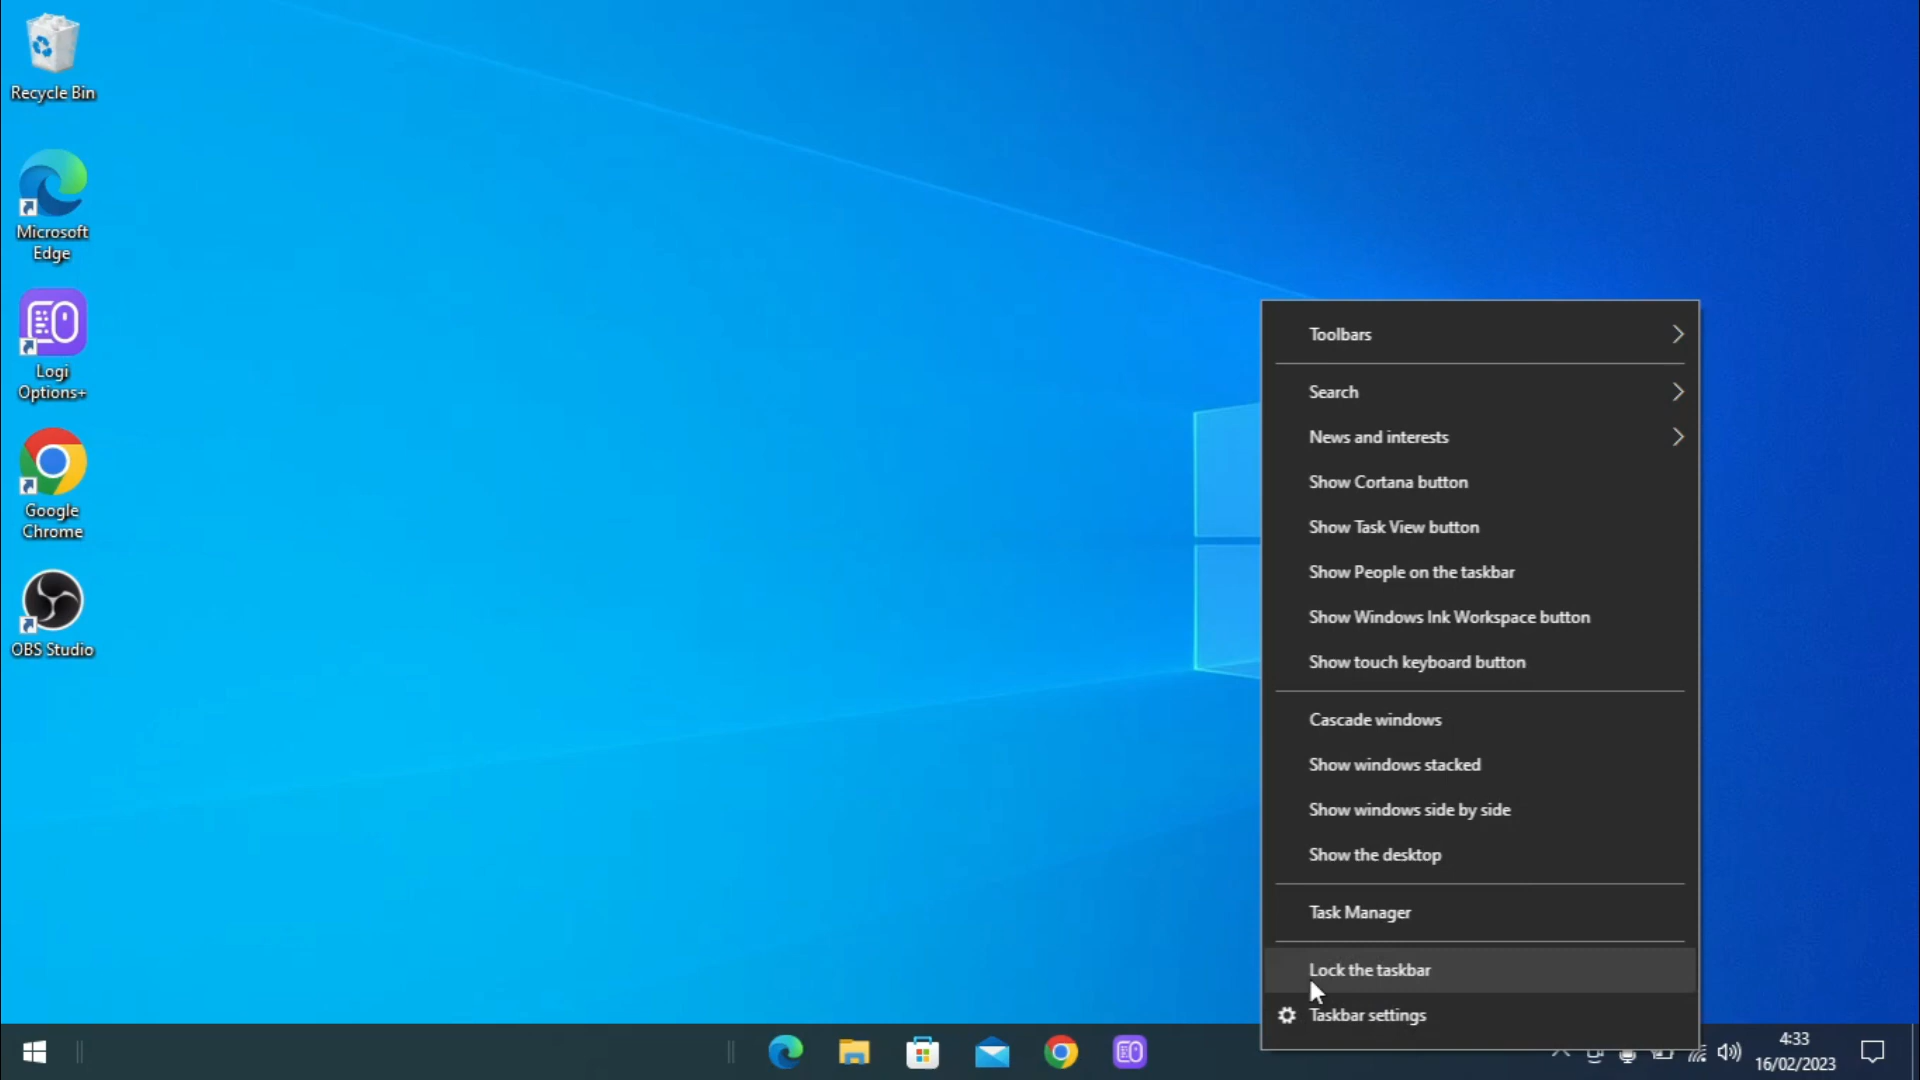 Recycle Bin
Microsoft
Edge
Logi
Options+
Google
Chrome
OBS Studio
Toolbars
Search
News and interests
Show Cortana button
Show Task View button
Show People on the taskbar
Show Windows Ink Workspace button
Show touch keyboard button
Cascade windows
Show windows stacked
Show windows side by side
Show the desktop
Task Manager
Lock the taskbar
Taskbar settings
4:33
16/02/2023